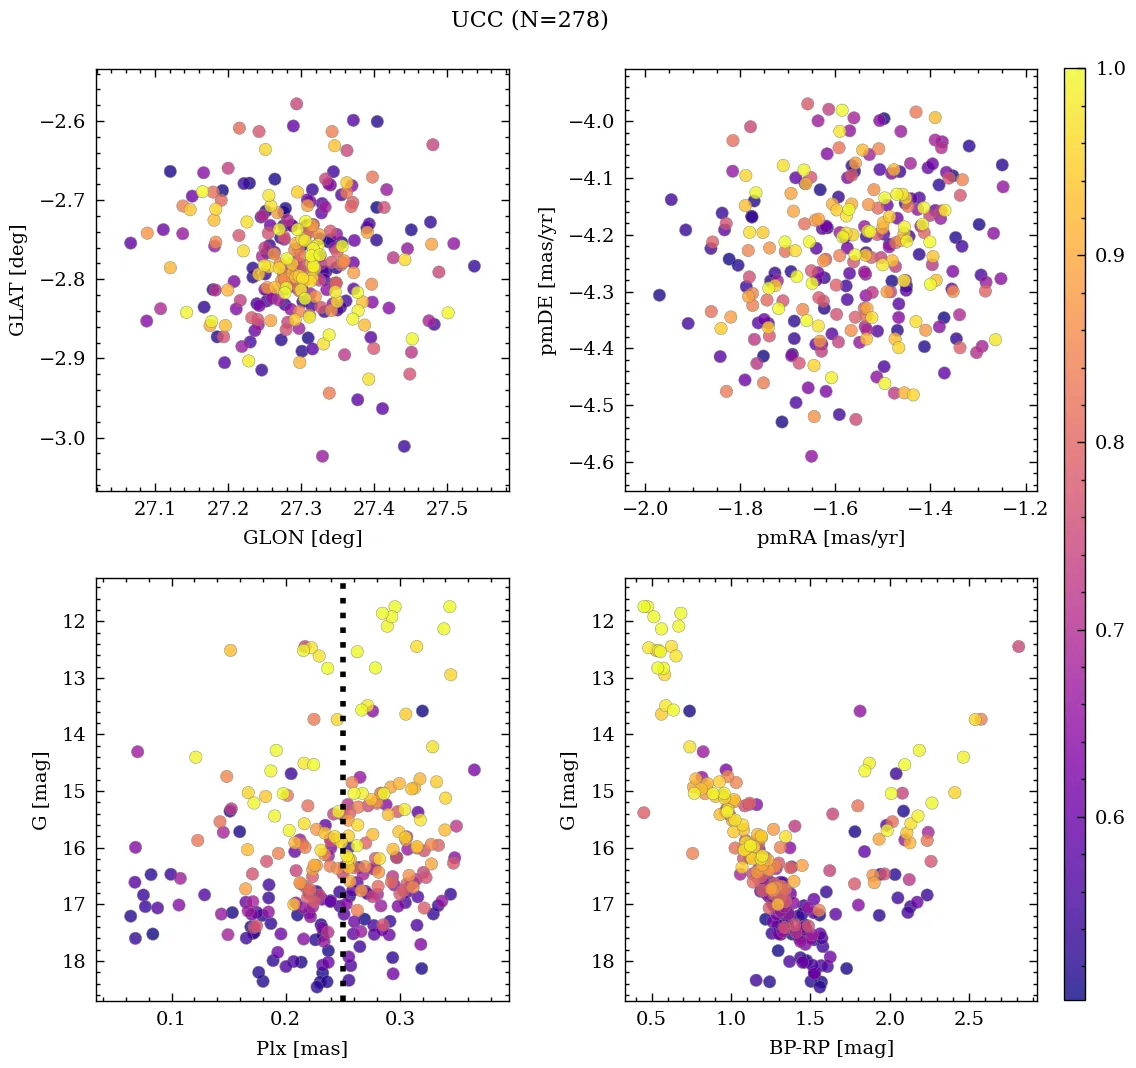 UCC (N=278)
−2.6
−2.7
−2.8
−2.9
−3.0
GLAT [deg]
27.1 27.2 27.3 27.4 27.5
GLON [deg]
−4.0
−4.1
−4.2
−4.3
−4.4
−4.5
−4.6
pmDE [mas/yr]
−2.0 −1.8 −1.6 −1.4 −1.2
pmRA [mas/yr]
12
13
14
15
16
17
18
G [mag]
0.1 0.2 0.3
Plx [mas]
12
13
14
15
16
17
18
G [mag]
0.5 1.0 1.5 2.0 2.5
BP-RP [mag]
1.0
0.9
0.8
0.7
0.6